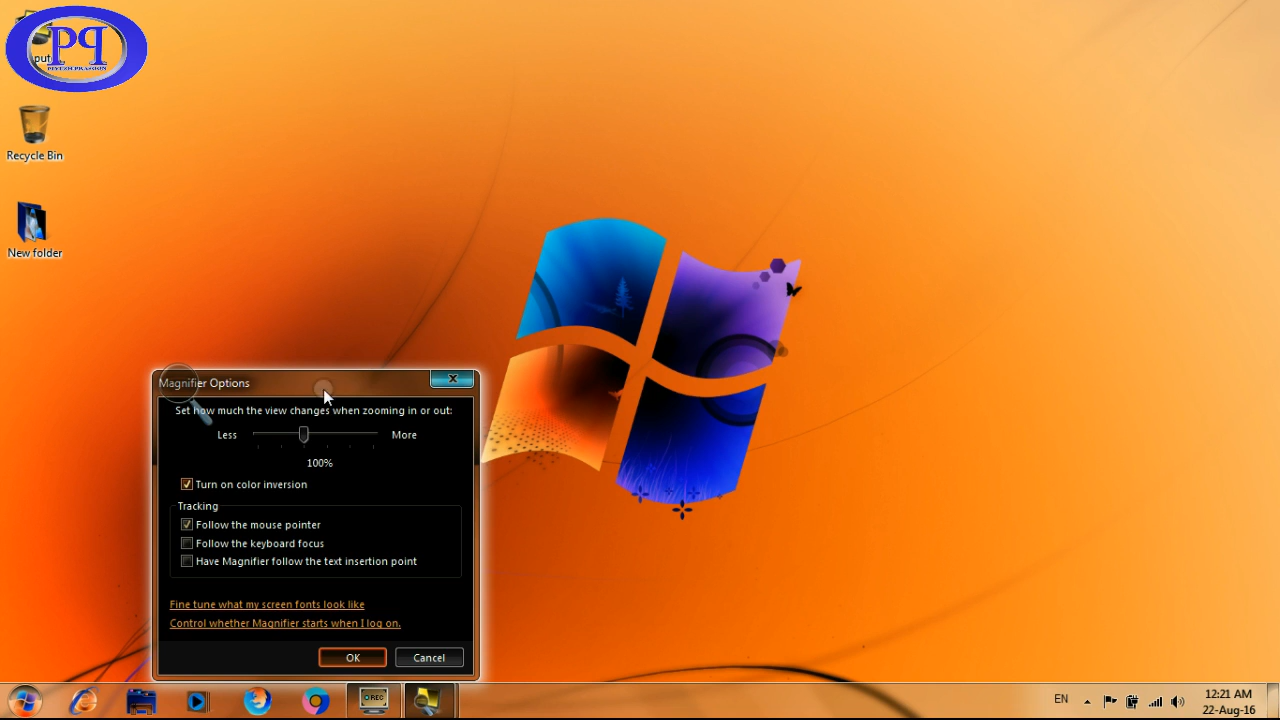 PP
Recycle Bin
New folder
Magnifier Options
Set how much the view changes when zooming in or out:
Less
More
100%
Turn on color inversion
Tracking
Follow the mouse pointer
Follow the keyboard focus
Have Magnifier follow the text insertion point
Fine tune what my screen fonts look like
Control whether Magnifier starts when I log on.
OK
Cancel
REC
EN
12:21 AM
22-Aug-16